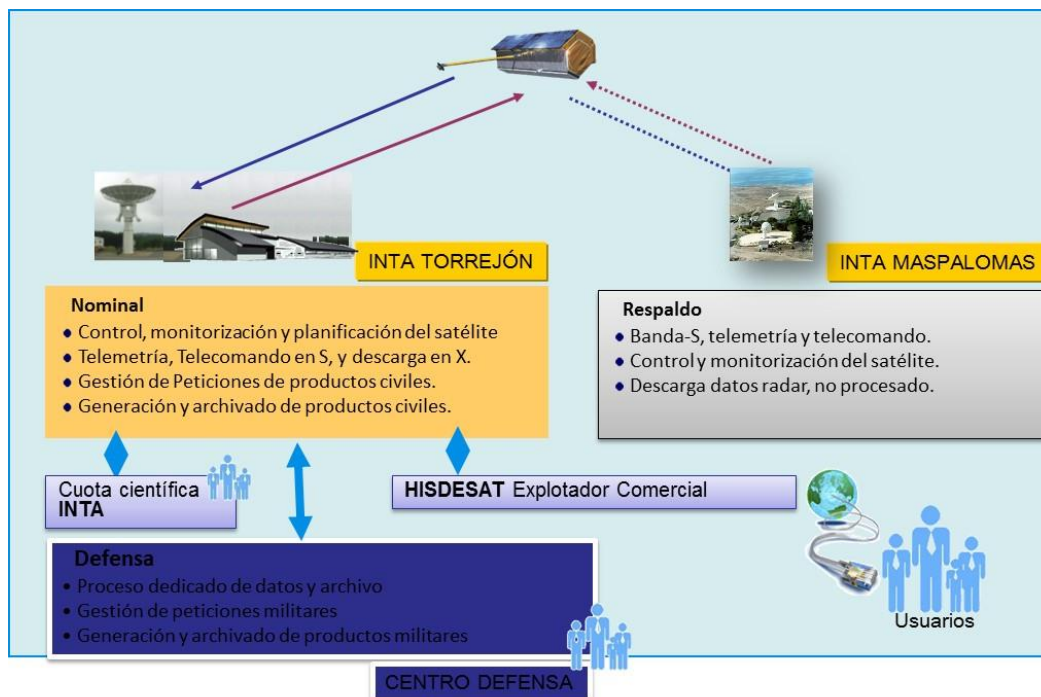 INTA TORREJÓN
INTA MASPALOMAS
Nominal
• Control, monitorización y planificación del satélite
• Telemetría, Telecomando en S, y descarga en X.
• Gestión de Peticiones de productos civiles.
• Generación y archivado de productos civiles.
Respaldo
• Banda-S, telemetría y telecomando.
• Control y monitorización del satélite.
• Descarga datos radar, no procesado.
Cuota científica
INTA
HISDESAT Explotador Comercial
Defensa
• Proceso dedicado de datos y archivo
• Gestión de peticiones militares
• Generación y archivado de productos militares
Usuarios
CENTRO DEFENSA